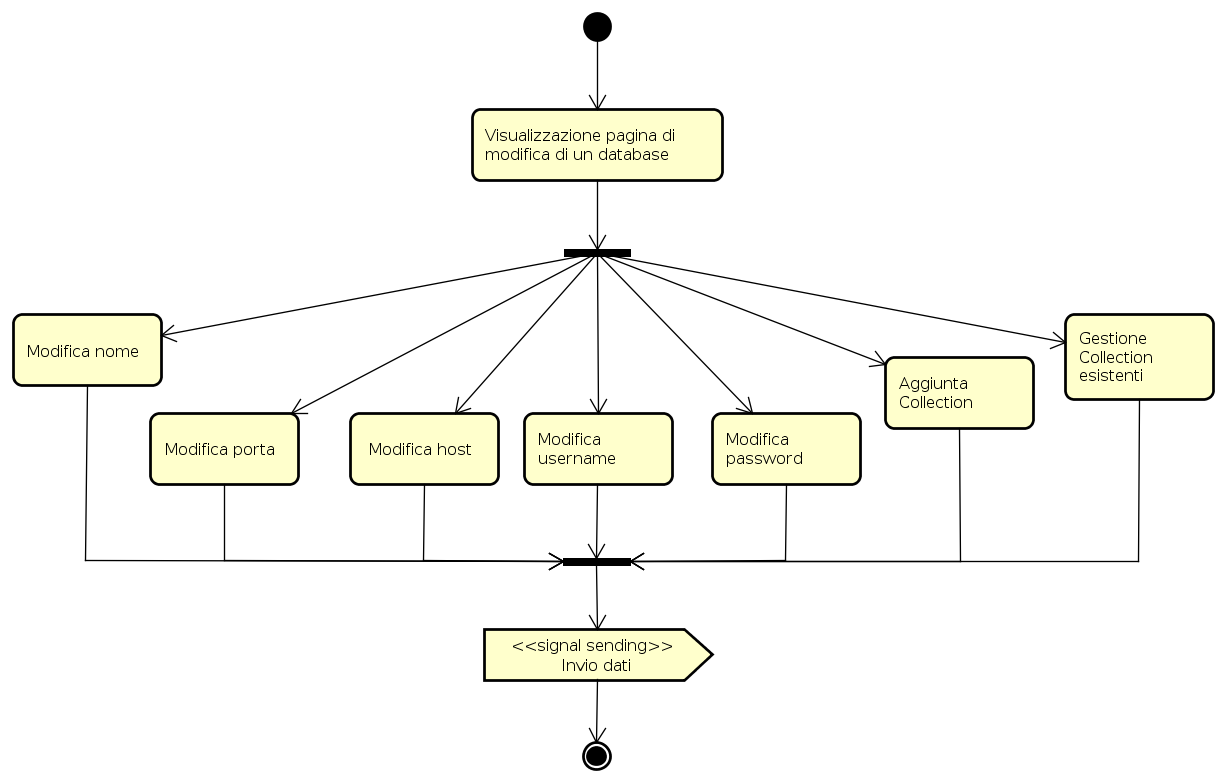 Visualizzazione pagina di
modifica di un database
Modifica nome
Modifica porta
Modifica host
Modifica
username
Modifica
password
Aggiunta
Collection
Gestione
Collection
esistenti
<<signal sending>>
Invio dati